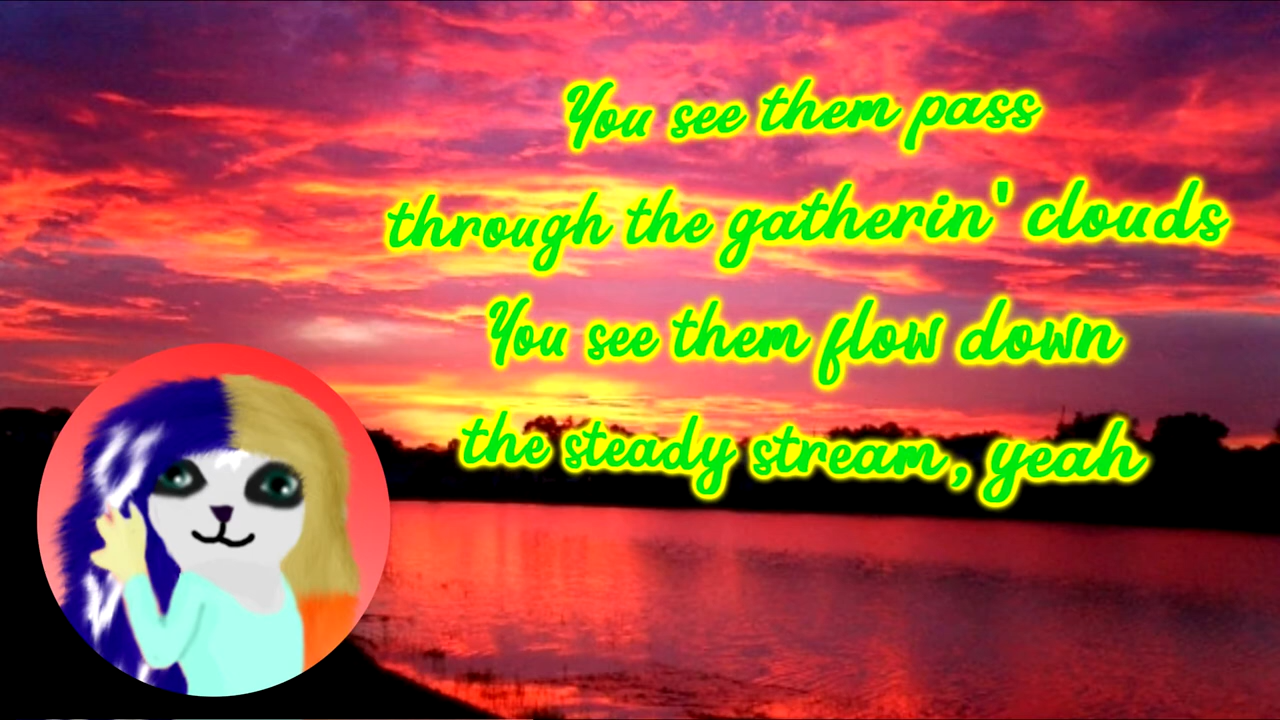 You see them pass
through the gatherin' clouds
You see them flow down
the steady stream, yeah